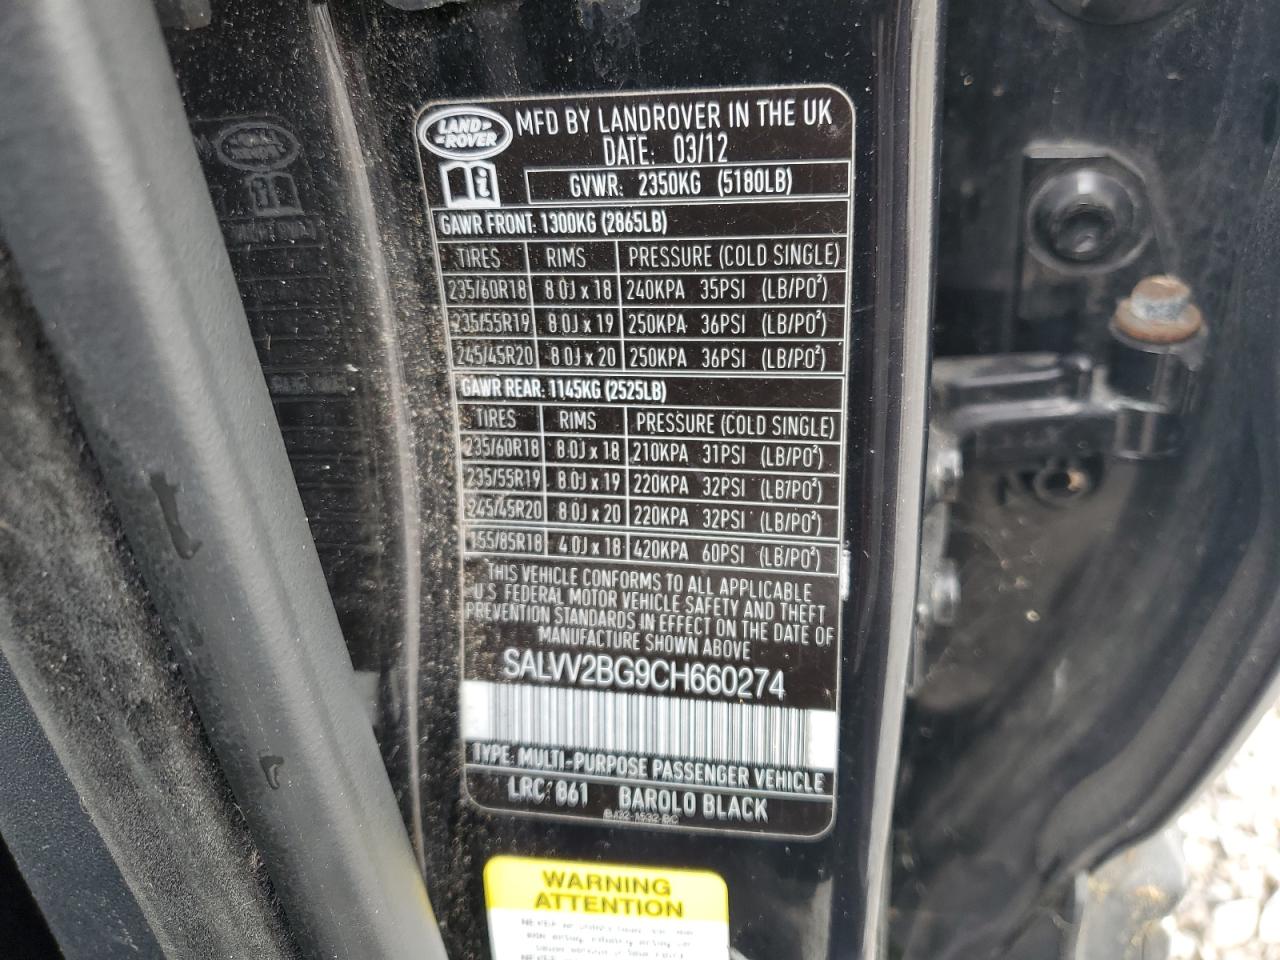 LAND ROVER
MFD BY LANDROVER IN THE UK
DATE: 03/12
GVWR: 2350KG (5180LB)
GAWR FRONT: 1300KG (2865LB)
TIRES RIMS PRESSURE (COLD SINGLE)
235/60R18 8.0J x 18 240KPA 35PSI (LB/PO²)
235/55R19 8.0J x 19 250KPA 36PSI (LB/PO²)
245/45R20 8.0J x 20 250KPA 36PSI (LB/PO²)
GAWR REAR: 1145KG (2525LB)
TIRES RIMS PRESSURE (COLD SINGLE)
235/60R18 8.0J x 18 210KPA 31PSI (LB/PO²)
235/55R19 8.0J x 19 220KPA 32PSI (LB/PO²)
245/45R20 8.0J x 20 220KPA 32PSI (LB/PO²)
155/85R18 4.0J x 18 420KPA 60PSI (LB/PO²)
THIS VEHICLE CONFORMS TO ALL APPLICABLE
U.S. FEDERAL MOTOR VEHICLE SAFETY AND THEFT
PREVENTION STANDARDS IN EFFECT ON THE DATE OF
MANUFACTURE SHOWN ABOVE
SALVV2BG9CH660274
TYPE: MULTI-PURPOSE PASSENGER VEHICLE
LRC: 861 BAROLO BLACK
WARNING
ATTENTION